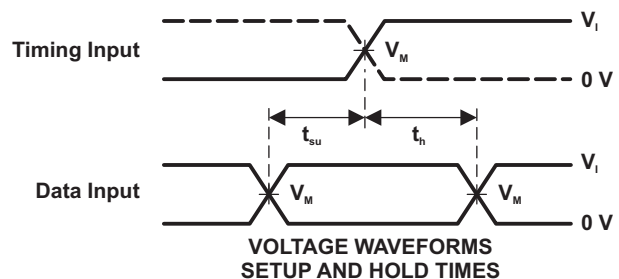 V_I
Timing Input
V_M
0 V
t_su t_h
V_I
Data Input
V_M V_M
0 V
VOLTAGE WAVEFORMS
SETUP AND HOLD TIMES